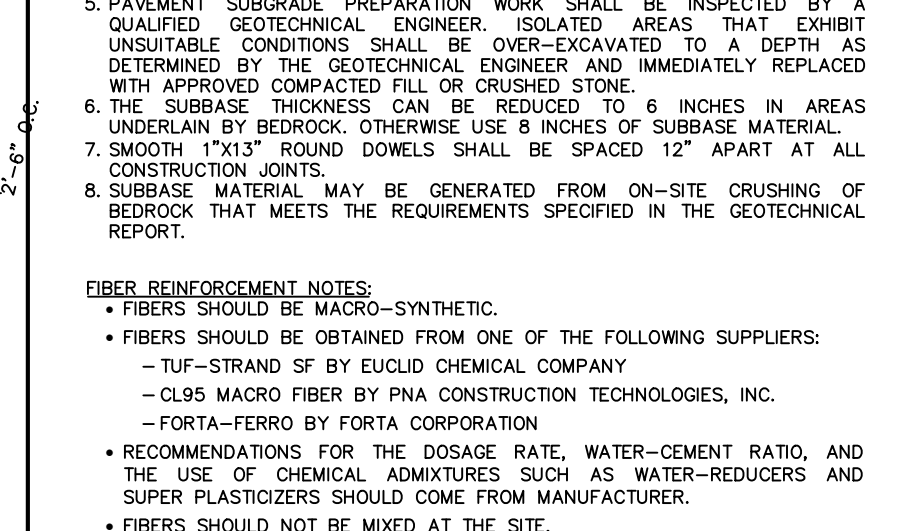 5. PAVEMENT SUBGRADE PREPARATION WORK SHALL BE INSPECTED BY A
QUALIFIED GEOTECHNICAL ENGINEER. ISOLATED AREAS THAT EXHIBIT
UNSUITABLE CONDITIONS SHALL BE OVER-EXCAVATED TO A DEPTH AS
DETERMINED BY THE GEOTECHNICAL ENGINEER AND IMMEDIATELY REPLACED
WITH APPROVED COMPACTED FILL OR CRUSHED STONE.
6. THE SUBBASE THICKNESS CAN BE REDUCED TO 6 INCHES IN AREAS
UNDERLAIN BY BEDROCK. OTHERWISE USE 8 INCHES OF SUBBASE MATERIAL.
7. SMOOTH 1"X13" ROUND DOWELS SHALL BE SPACED 12" APART AT ALL
CONSTRUCTION JOINTS.
8. SUBBASE MATERIAL MAY BE GENERATED FROM ON-SITE CRUSHING OF
BEDROCK THAT MEETS THE REQUIREMENTS SPECIFIED IN THE GEOTECHNICAL
REPORT.
2'-6" O.C.
FIBER REINFORCEMENT NOTES:
• FIBERS SHOULD BE MACRO-SYNTHETIC.
• FIBERS SHOULD BE OBTAINED FROM ONE OF THE FOLLOWING SUPPLIERS:
- TUF-STRAND SF BY EUCLID CHEMICAL COMPANY
- CL95 MACRO FIBER BY PNA CONSTRUCTION TECHNOLOGIES, INC.
- FORTA-FERRO BY FORTA CORPORATION
• RECOMMENDATIONS FOR THE DOSAGE RATE, WATER-CEMENT RATIO, AND
THE USE OF CHEMICAL ADMIXTURES SUCH AS WATER-REDUCERS AND
SUPER PLASTICIZERS SHOULD COME FROM MANUFACTURER.
• FIBERS SHOULD NOT BE MIXED AT THE SITE.